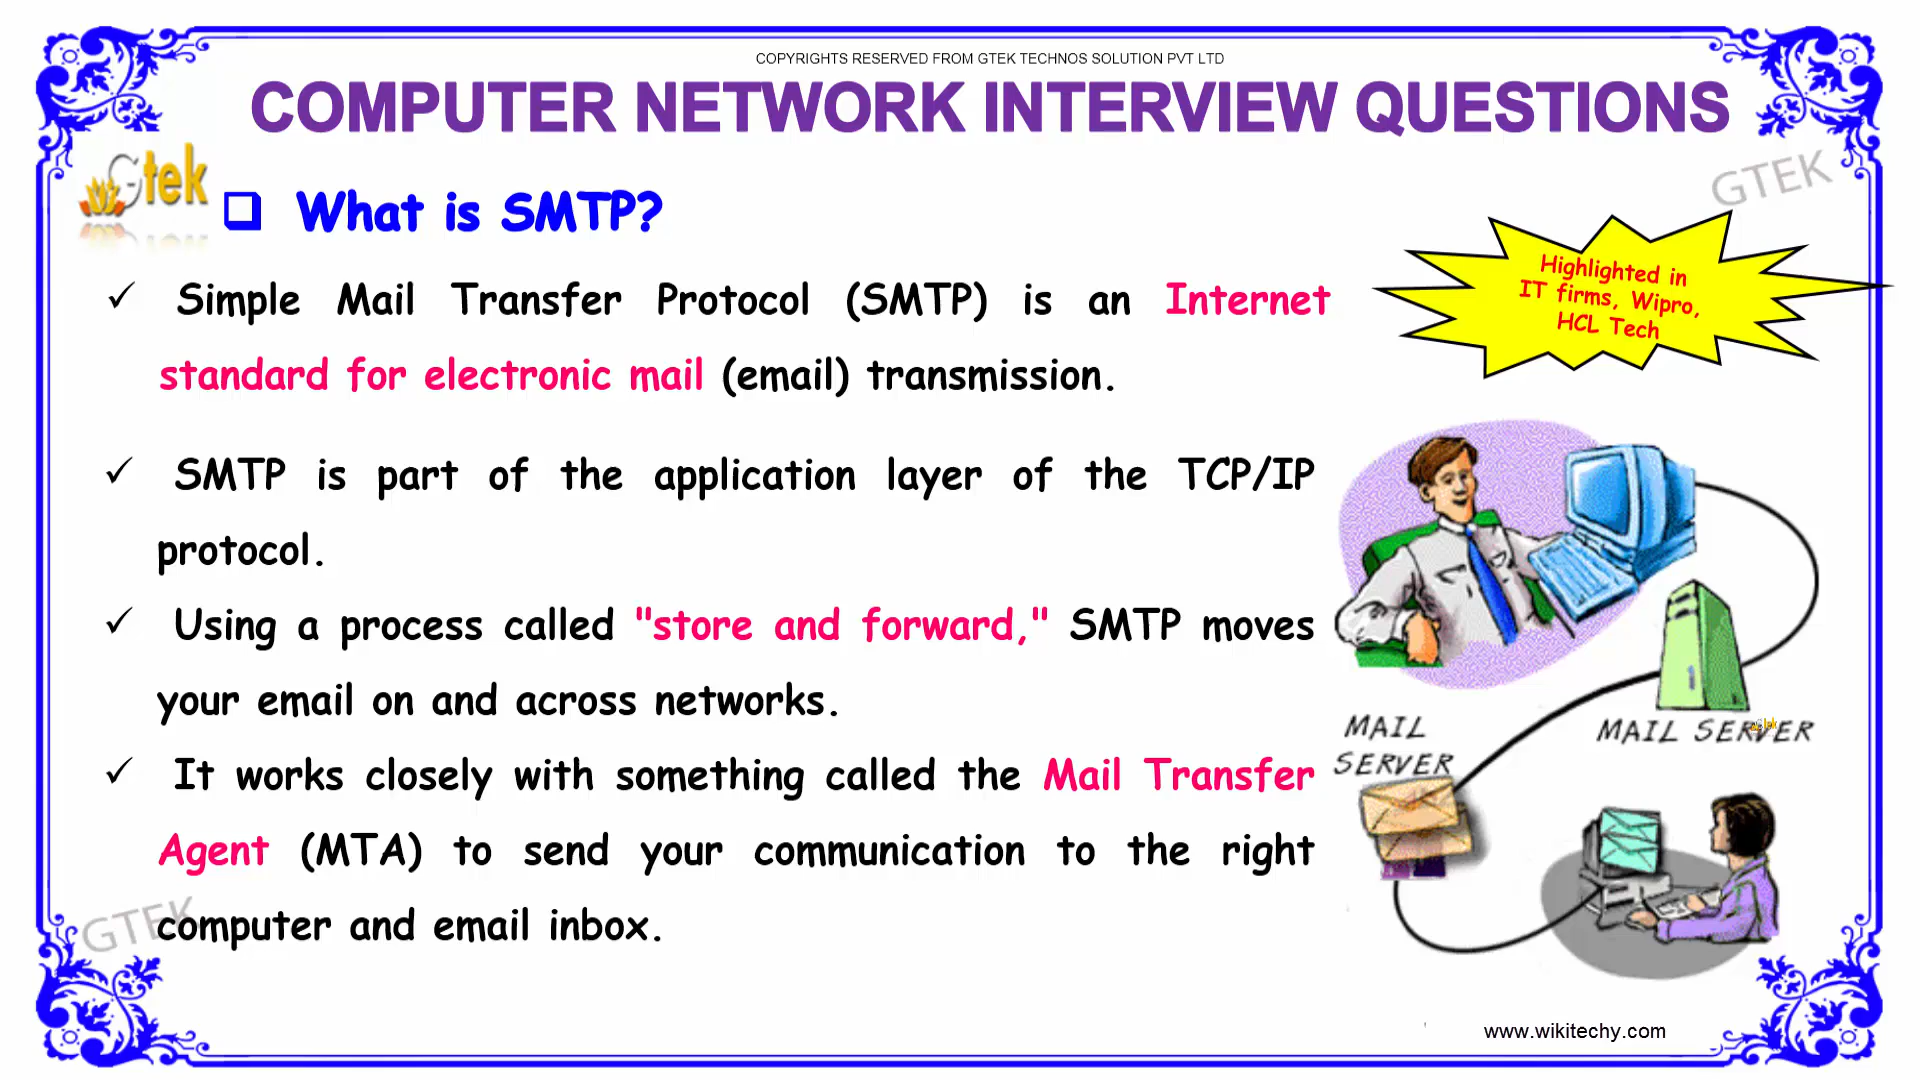 COPYRIGHTS RESERVED FROM GTEK TECHNOS SOLUTION PVT LTD
COMPUTER NETWORK INTERVIEW QUESTIONS
Gtek
GTEK
What is SMTP?
Highlighted in
IT firms, Wipro,
HCL Tech
Simple Mail Transfer Protocol (SMTP) is an Internet
standard for electronic mail (email) transmission.
SMTP is part of the application layer of the TCP/IP
protocol.
Using a process called "store and forward," SMTP moves
your email on and across networks.
It works closely with something called the Mail Transfer
Agent (MTA) to send your communication to the right
computer and email inbox.
MAIL
SERVER
MAIL SERVER
Gtek
GTEK
www.wikitechy.com